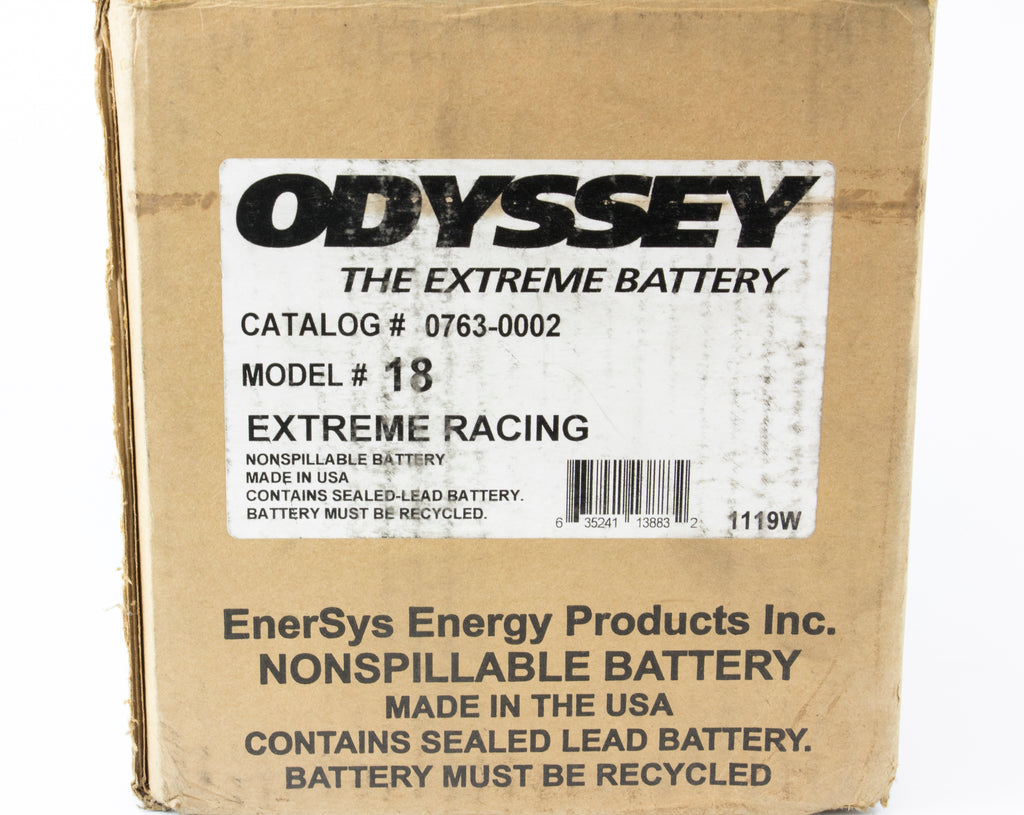 ODYSSEY
THE EXTREME BATTERY
CATALOG # 0763-0002
MODEL # 18
EXTREME RACING
NONSPILLABLE BATTERY
MADE IN USA
CONTAINS SEALED-LEAD BATTERY.
BATTERY MUST BE RECYCLED.
6 35241 13883 2
1119W
EnerSys Energy Products Inc.
NONSPILLABLE BATTERY
MADE IN THE USA
CONTAINS SEALED LEAD BATTERY.
BATTERY MUST BE RECYCLED